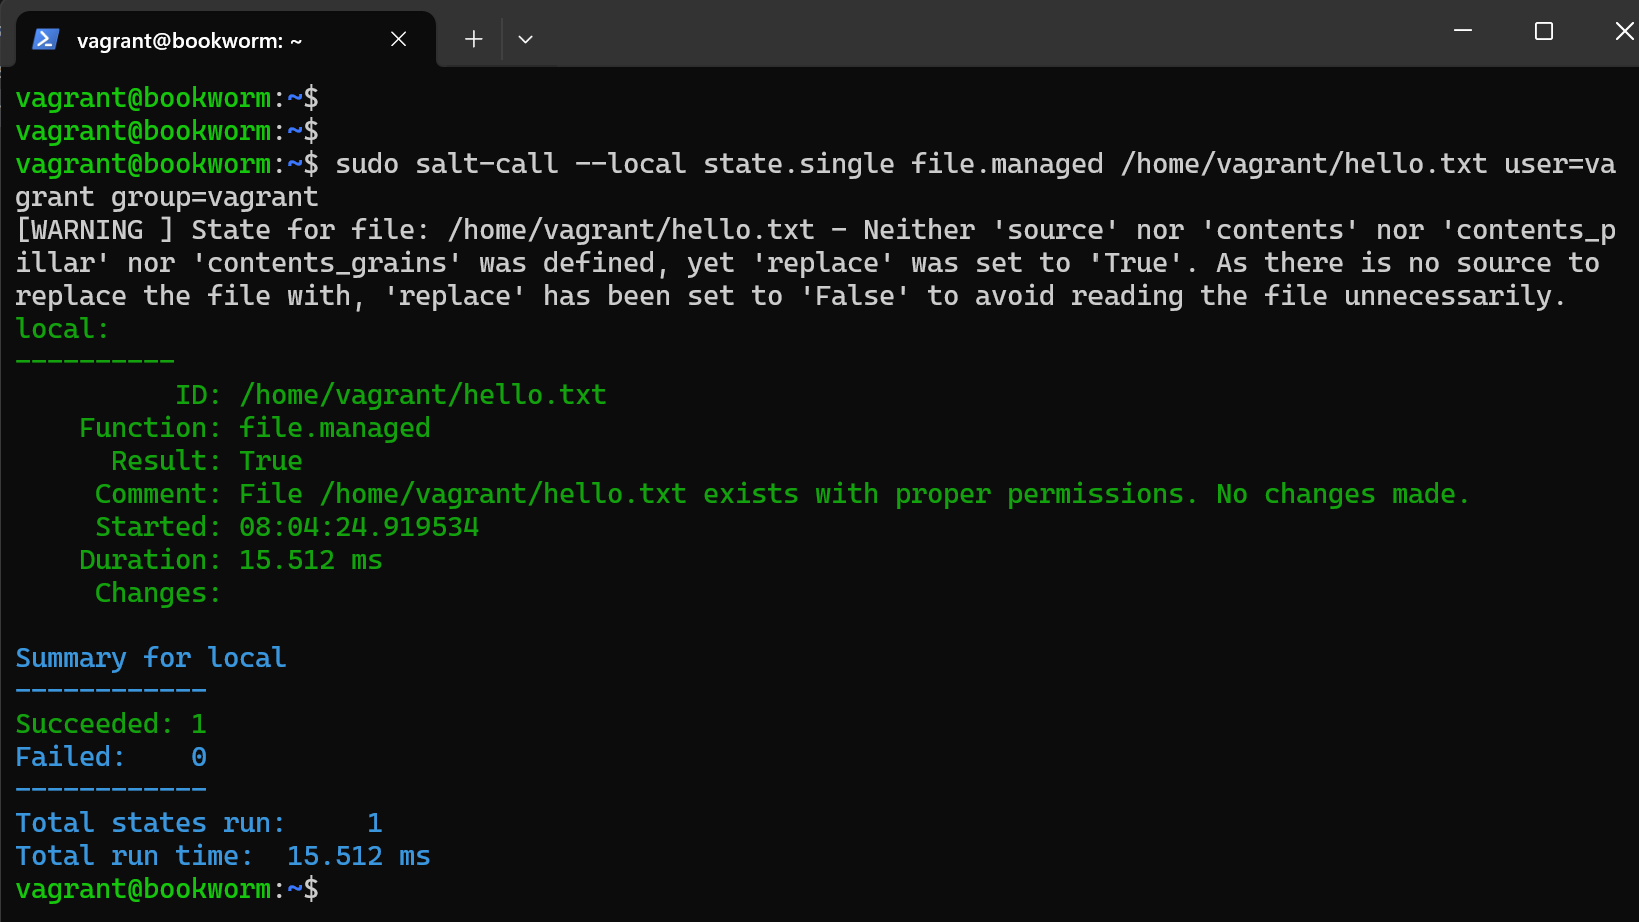 vagrant@bookworm: ~
vagrant@bookworm:~$
vagrant@bookworm:~$
vagrant@bookworm:~$ sudo salt-call --local state.single file.managed /home/vagrant/hello.txt user=va
grant group=vagrant
[WARNING ] State for file: /home/vagrant/hello.txt - Neither 'source' nor 'contents' nor 'contents_p
illar' nor 'contents_grains' was defined, yet 'replace' was set to 'True'. As there is no source to
replace the file with, 'replace' has been set to 'False' to avoid reading the file unnecessarily.
local:
----------
          ID: /home/vagrant/hello.txt
    Function: file.managed
      Result: True
     Comment: File /home/vagrant/hello.txt exists with proper permissions. No changes made.
     Started: 08:04:24.919534
    Duration: 15.512 ms
     Changes:
Summary for local
------------
Succeeded: 1
Failed:    0
------------
Total states run:     1
Total run time:  15.512 ms
vagrant@bookworm:~$